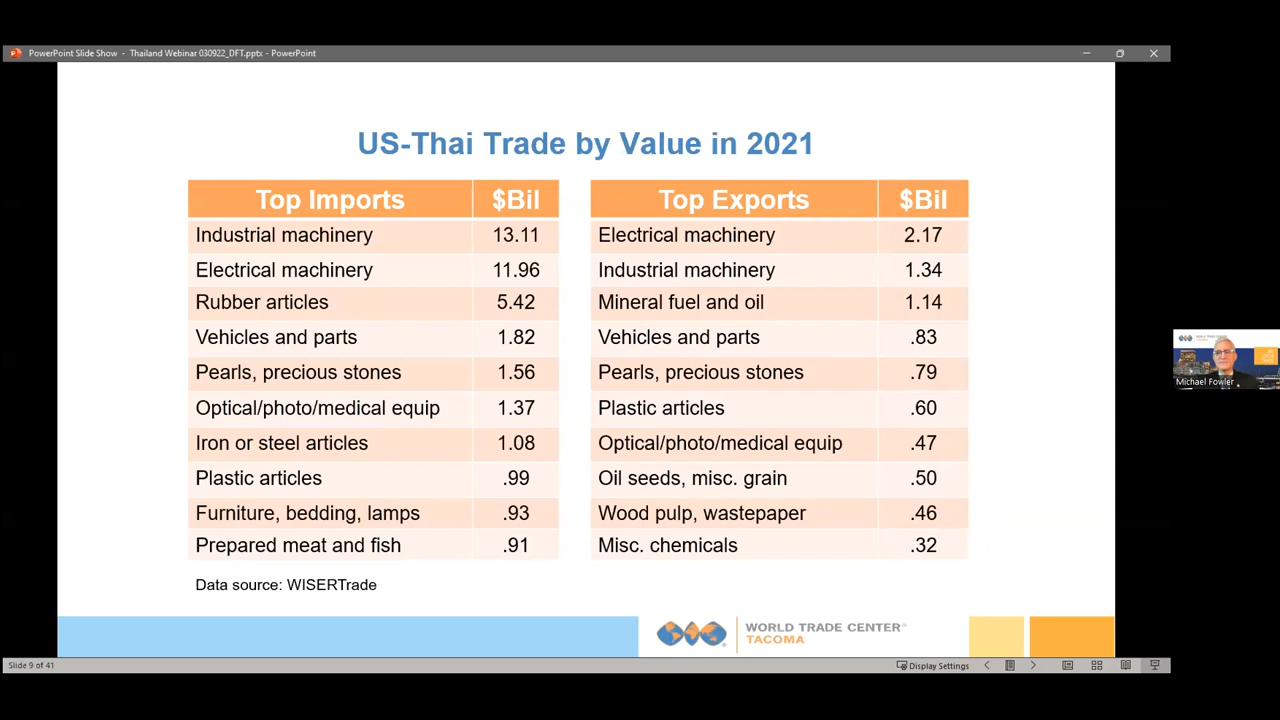 PowerPoint Slide Show - Thailand Webinar 030922_DFT.pptx - PowerPoint
US-Thai Trade by Value in 2021
Top Imports $Bil
Industrial machinery 13.11
Electrical machinery 11.96
Rubber articles 5.42
Vehicles and parts 1.82
Pearls, precious stones 1.56
Optical/photo/medical equip 1.37
Iron or steel articles 1.08
Plastic articles .99
Furniture, bedding, lamps .93
Prepared meat and fish .91
Top Exports $Bil
Electrical machinery 2.17
Industrial machinery 1.34
Mineral fuel and oil 1.14
Vehicles and parts .83
Pearls, precious stones .79
Plastic articles .60
Optical/photo/medical equip .47
Oil seeds, misc. grain .50
Wood pulp, wastepaper .46
Misc. chemicals .32
Data source: WISERTrade
WORLD TRADE CENTER
TACOMA
Michael Fowler
Slide 9 of 41
Display Settings